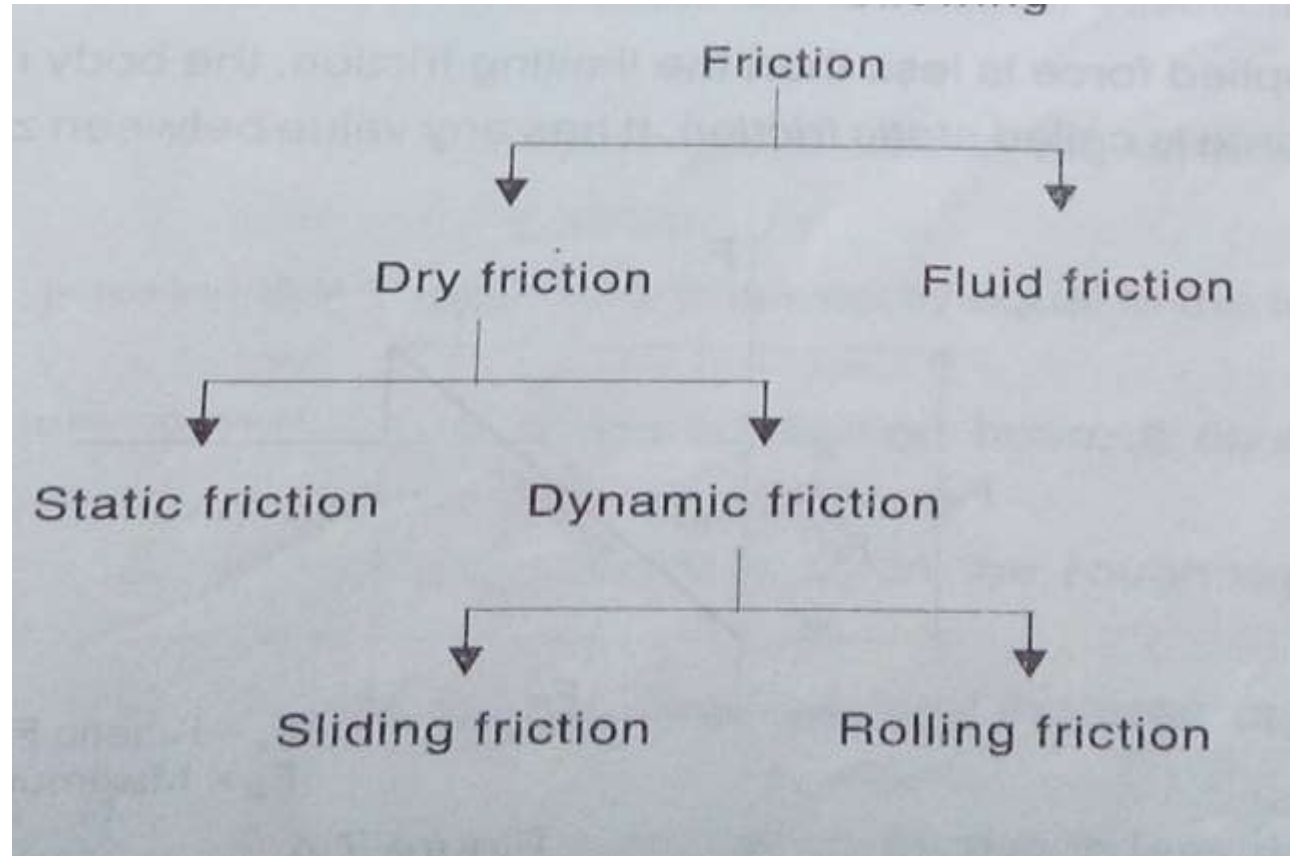 Friction
Dry friction
Fluid friction
Static friction
Dynamic friction
Sliding friction
Rolling friction